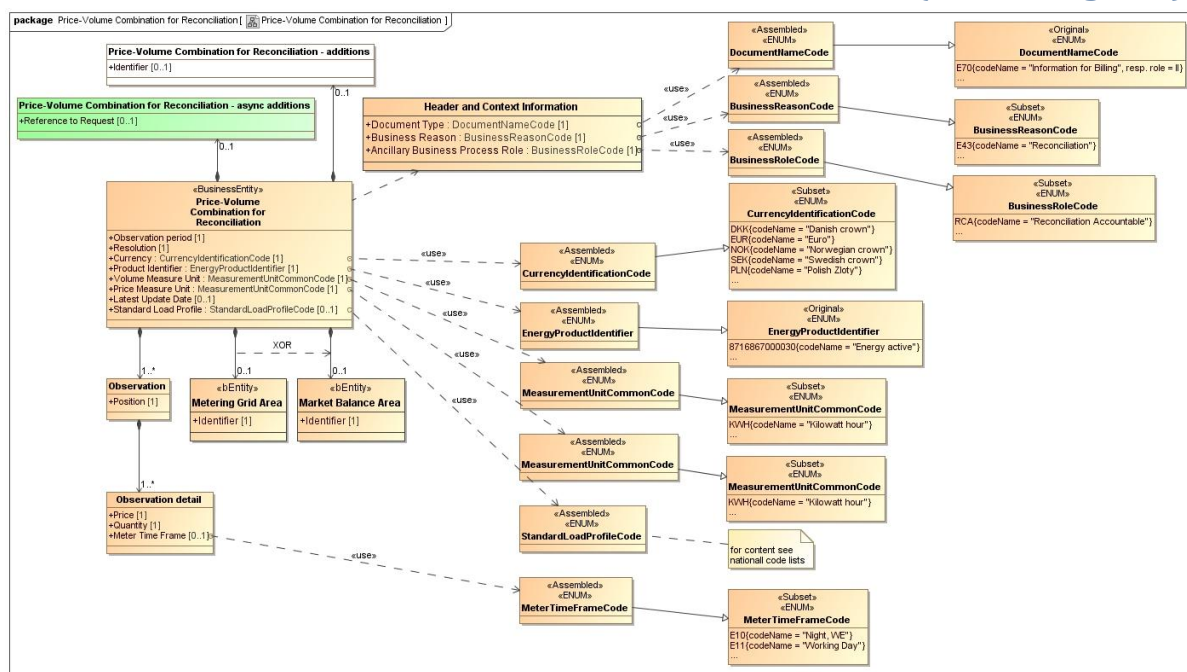 package Price-Volume Combination for Reconciliation [ Price-Volume Combination for Reconciliation ]
Price-Volume Combination for Reconciliation - additions
+Identifier [0..1]
0..1
Price-Volume Combination for Reconciliation - async additions
+Reference to Request [0..1]
0..1
Header and Context Information
+Document Type : DocumentNameCode [1]
+Business Reason : BusinessReasonCode [1]
+Ancillary Business Process Role : BusinessRoleCode [1]
«use»
«use»
«use»
«Assembled»
«ENUM»
DocumentNameCode
«Original»
«ENUM»
DocumentNameCode
E70{codeName = "Information for Billing", resp. role = II}
...
«Assembled»
«ENUM»
BusinessReasonCode
«Subset»
«ENUM»
BusinessReasonCode
E43{codeName = "Reconciliation"}
...
«Assembled»
«ENUM»
BusinessRoleCode
«Subset»
«ENUM»
BusinessRoleCode
RCA{codeName = "Reconciliation Accountable"}
...
«BusinessEntity»
Price-Volume
Combination for
Reconciliation
+Observation period [1]
+Resolution [1]
+Currency : CurrencyIdentificationCode [1]
+Product Identifier : EnergyProductIdentifier [1]
+Volume Measure Unit : MeasurementUnitCommonCode [1]
+Price Measure Unit : MeasurementUnitCommonCode [1]
+Latest Update Date [0..1]
+Standard Load Profile : StandardLoadProfileCode [0..1]
«use»
«use»
«use»
«use»
«use»
«Assembled»
«ENUM»
CurrencyIdentificationCode
«Subset»
«ENUM»
CurrencyIdentificationCode
DKK{codeName = "Danish crown"}
EUR{codeName = "Euro"}
NOK{codeName = "Norwegian crown"}
SEK{codeName = "Swedish crown"}
PLN{codeName = "Polish Zloty"}
...
«Assembled»
«ENUM»
EnergyProductIdentifier
«Original»
«ENUM»
EnergyProductIdentifier
8716867000030{codeName = "Energy active"}
...
XOR
1..*
0..1
0..1
Observation
+Position [1]
«bEntity»
Metering Grid Area
+Identifier [1]
«bEntity»
Market Balance Area
+Identifier [1]
«Assembled»
«ENUM»
MeasurementUnitCommonCode
«Subset»
«ENUM»
MeasurementUnitCommonCode
KWH{codeName = "Kilowatt hour"}
...
«Assembled»
«ENUM»
MeasurementUnitCommonCode
«Subset»
«ENUM»
MeasurementUnitCommonCode
KWH{codeName = "Kilowatt hour"}
...
1..*
Observation detail
+Price [1]
+Quantity [1]
+Meter Time Frame [0..1]
«use»
«Assembled»
«ENUM»
StandardLoadProfileCode
for content see
nationall code lists
«Assembled»
«ENUM»
MeterTimeFrameCode
«Subset»
«ENUM»
MeterTimeFrameCode
E10{codeName = "Night, WE"}
E11{codeName = "Working Day"}
...